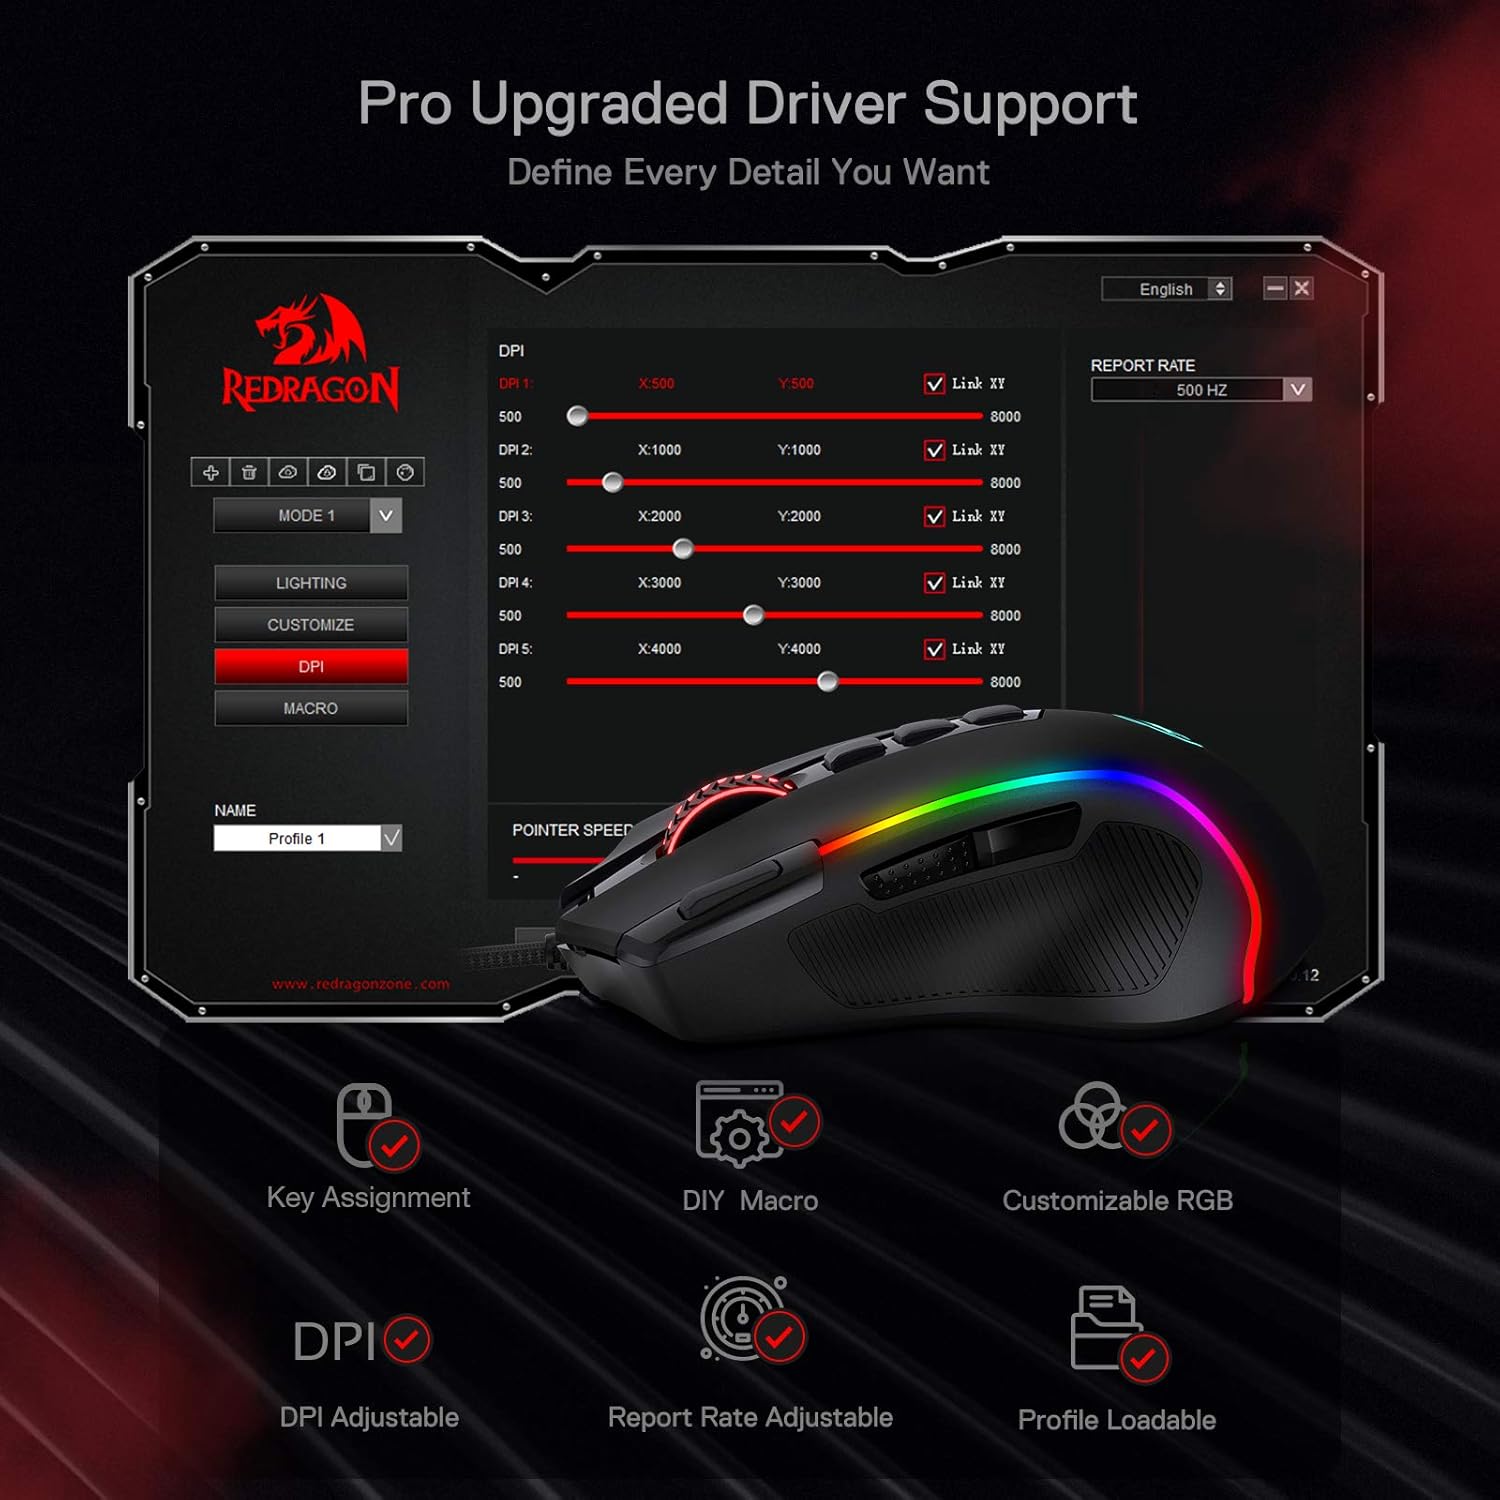 Pro Upgraded Driver Support
Define Every Detail You Want
English
REDRAGON
MODE 1
LIGHTING
CUSTOMIZE
DPI
MACRO
NAME
Profile 1
www.redragonzone.com
DPI
DPI 1: X:500 Y:500 Link XY
500 8000
DPI 2: X:1000 Y:1000 Link XY
500 8000
DPI 3: X:2000 Y:2000 Link XY
500 8000
DPI 4: X:3000 Y:3000 Link XY
500 8000
DPI 5: X:4000 Y:4000 Link XY
500 8000
POINTER SPEED
-
REPORT RATE
500 HZ
.12
Key Assignment
DIY Macro
Customizable RGB
DPI
DPI Adjustable
Report Rate Adjustable
Profile Loadable